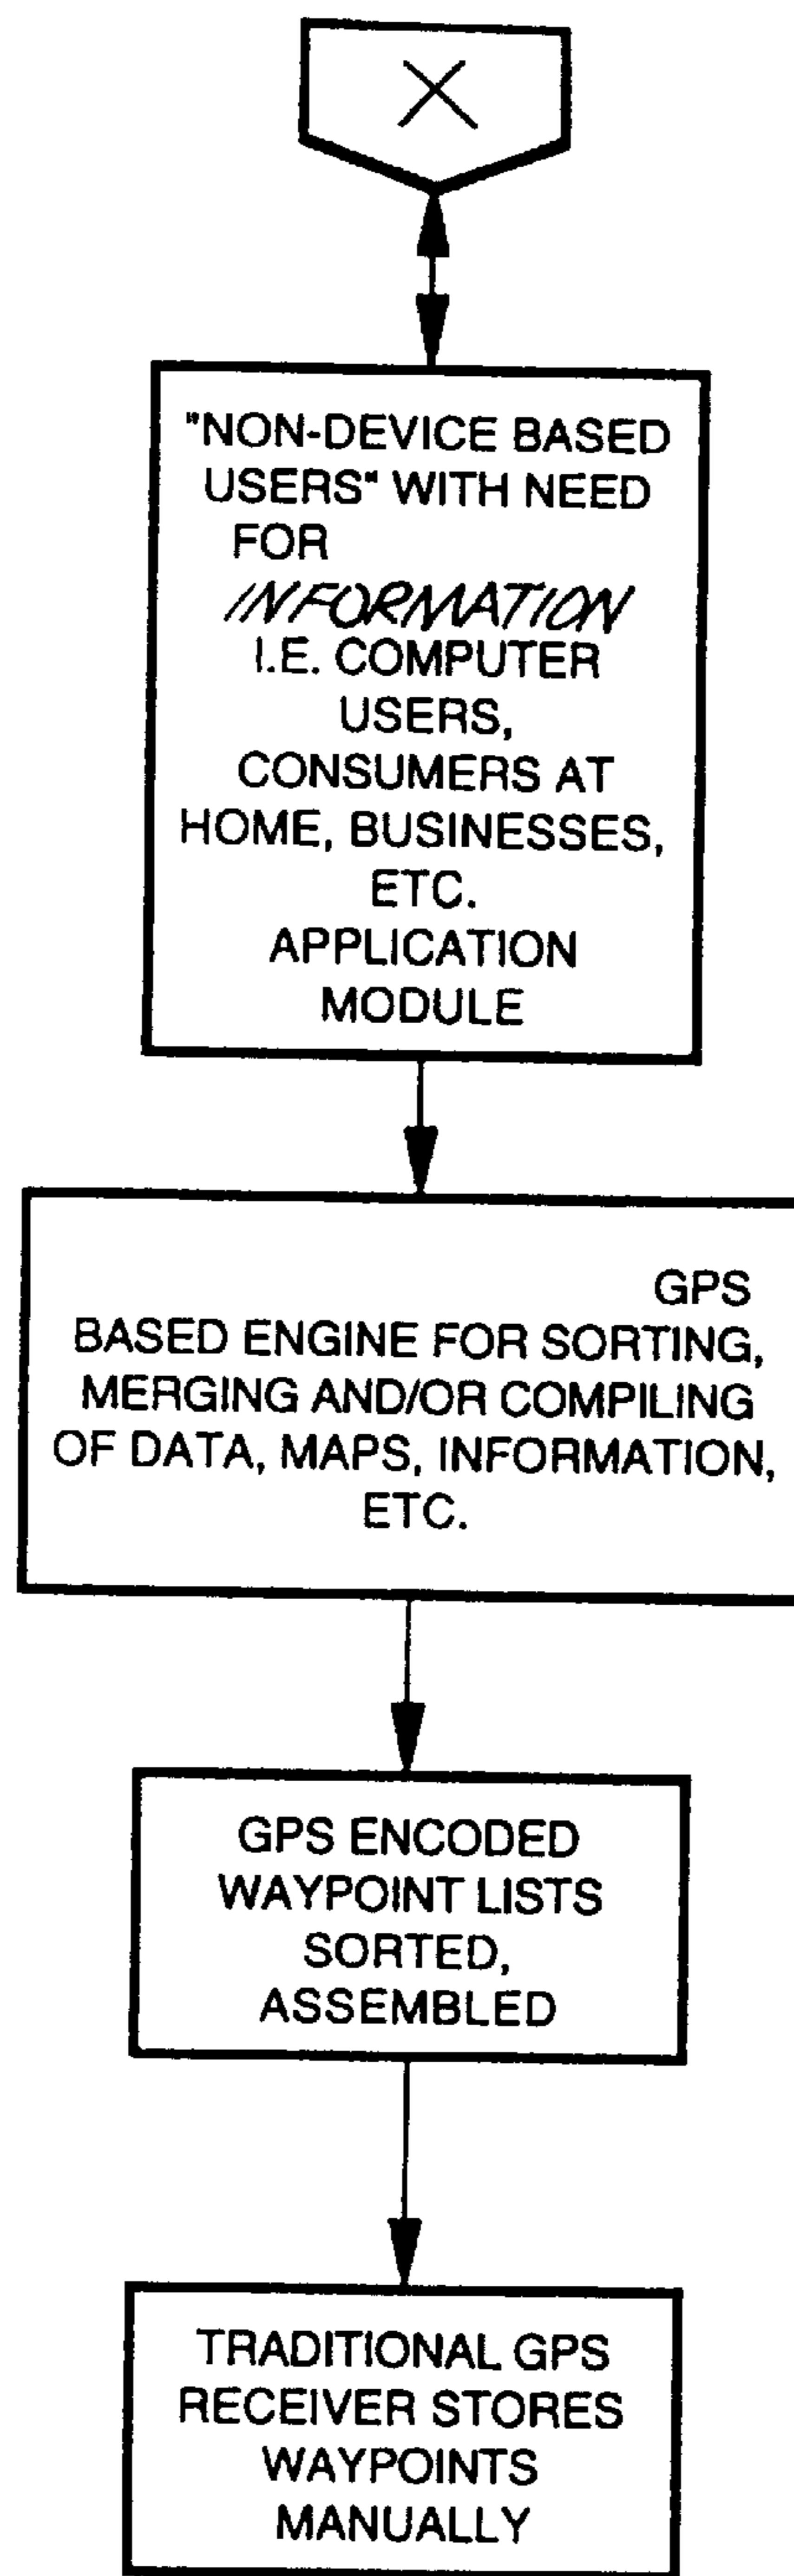 X
"NON-DEVICE BASED
USERS" WITH NEED
FOR
INFORMATION
I.E. COMPUTER
USERS,
CONSUMERS AT
HOME, BUSINESSES,
ETC.
APPLICATION
MODULE
GPS
BASED ENGINE FOR SORTING,
MERGING AND/OR COMPILING
OF DATA, MAPS, INFORMATION,
ETC.
GPS ENCODED
WAYPOINT LISTS
SORTED,
ASSEMBLED
TRADITIONAL GPS
RECEIVER STORES
WAYPOINTS
MANUALLY